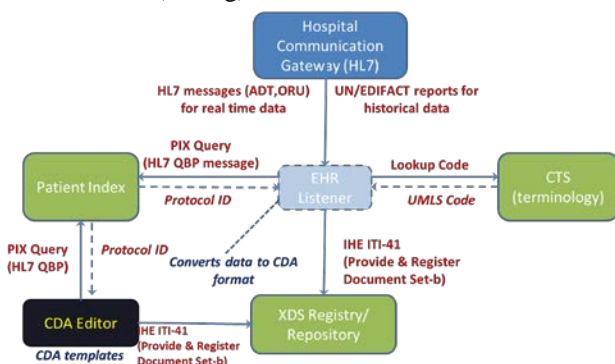 Hospital
Communication
Gateway (HL7)
HL7 messages (ADT,ORU)
for real time data
UN/EDIFACT reports for
historical data
PIX Query
(HL7 QBP message)
Patient Index
Protocol ID
EHR
Listener
Lookup Code
UMLS Code
CTS
(terminology)
PIX Query
(HL7 QBP)
Protocol ID
Converts data to CDA
format
IHE ITI-41
(Provide & Register
Document Set-b)
CDA Editor
CDA templates
IHE ITI-41
(Provide & Register
Document Set-b)
XDS Registry/
Repository